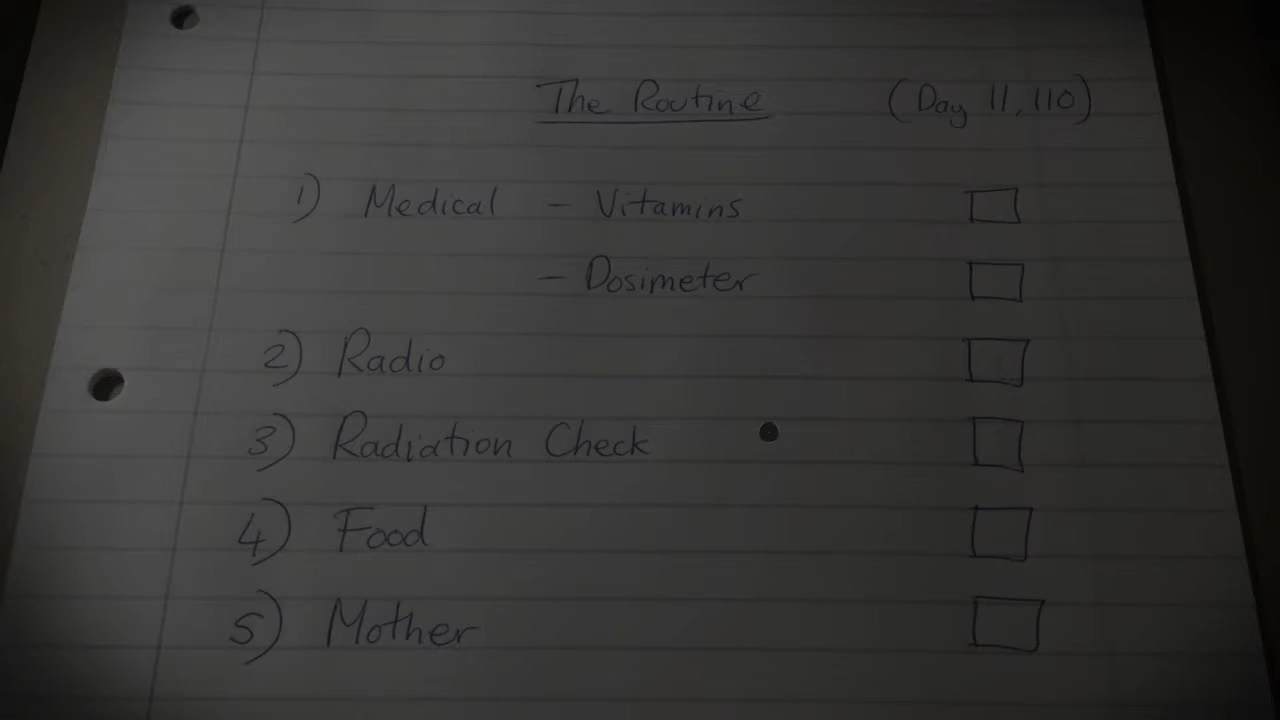 The Routine (Day 11,110)
1) Medical - Vitamins
- Dosimeter
2) Radio
3) Radiation Check
4) Food
5) Mother